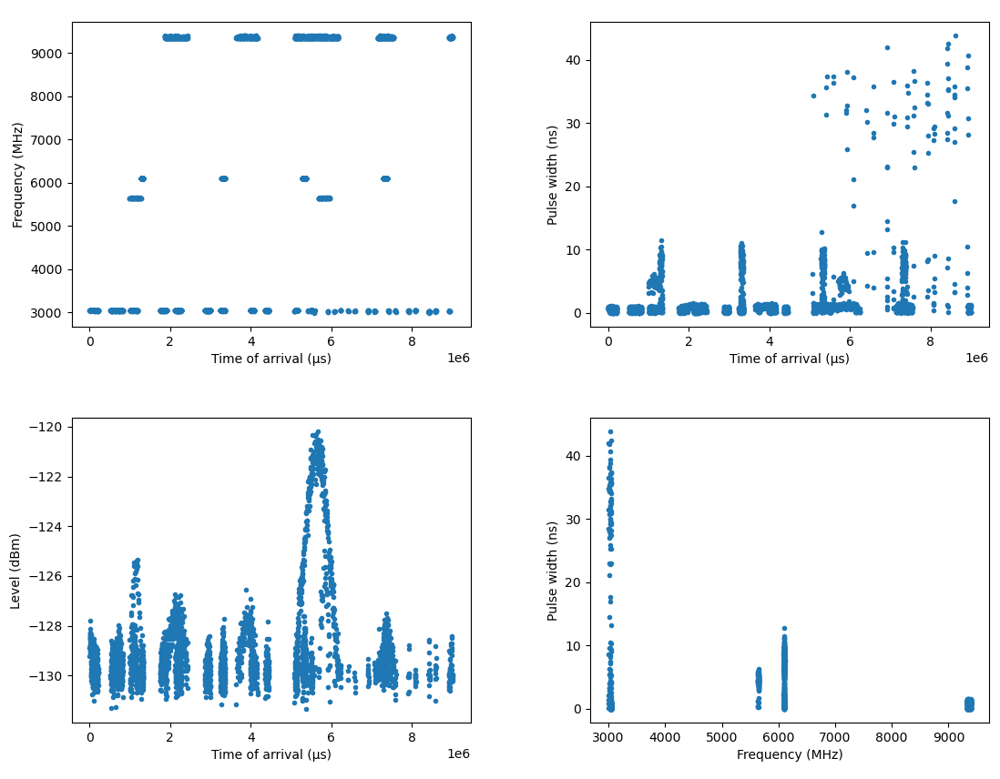 9000
8000
7000
6000
5000
4000
3000
Frequency (MHz)
0 2 4 6 8
1e6
Time of arrival (µs)
40
30
20
10
0
Pulse width (ns)
0 2 4 6 8
1e6
Time of arrival (µs)
−120
−122
−124
−126
−128
−130
Level (dBm)
0 2 4 6 8
1e6
Time of arrival (µs)
40
30
20
10
0
Pulse width (ns)
3000 4000 5000 6000 7000 8000 9000
Frequency (MHz)